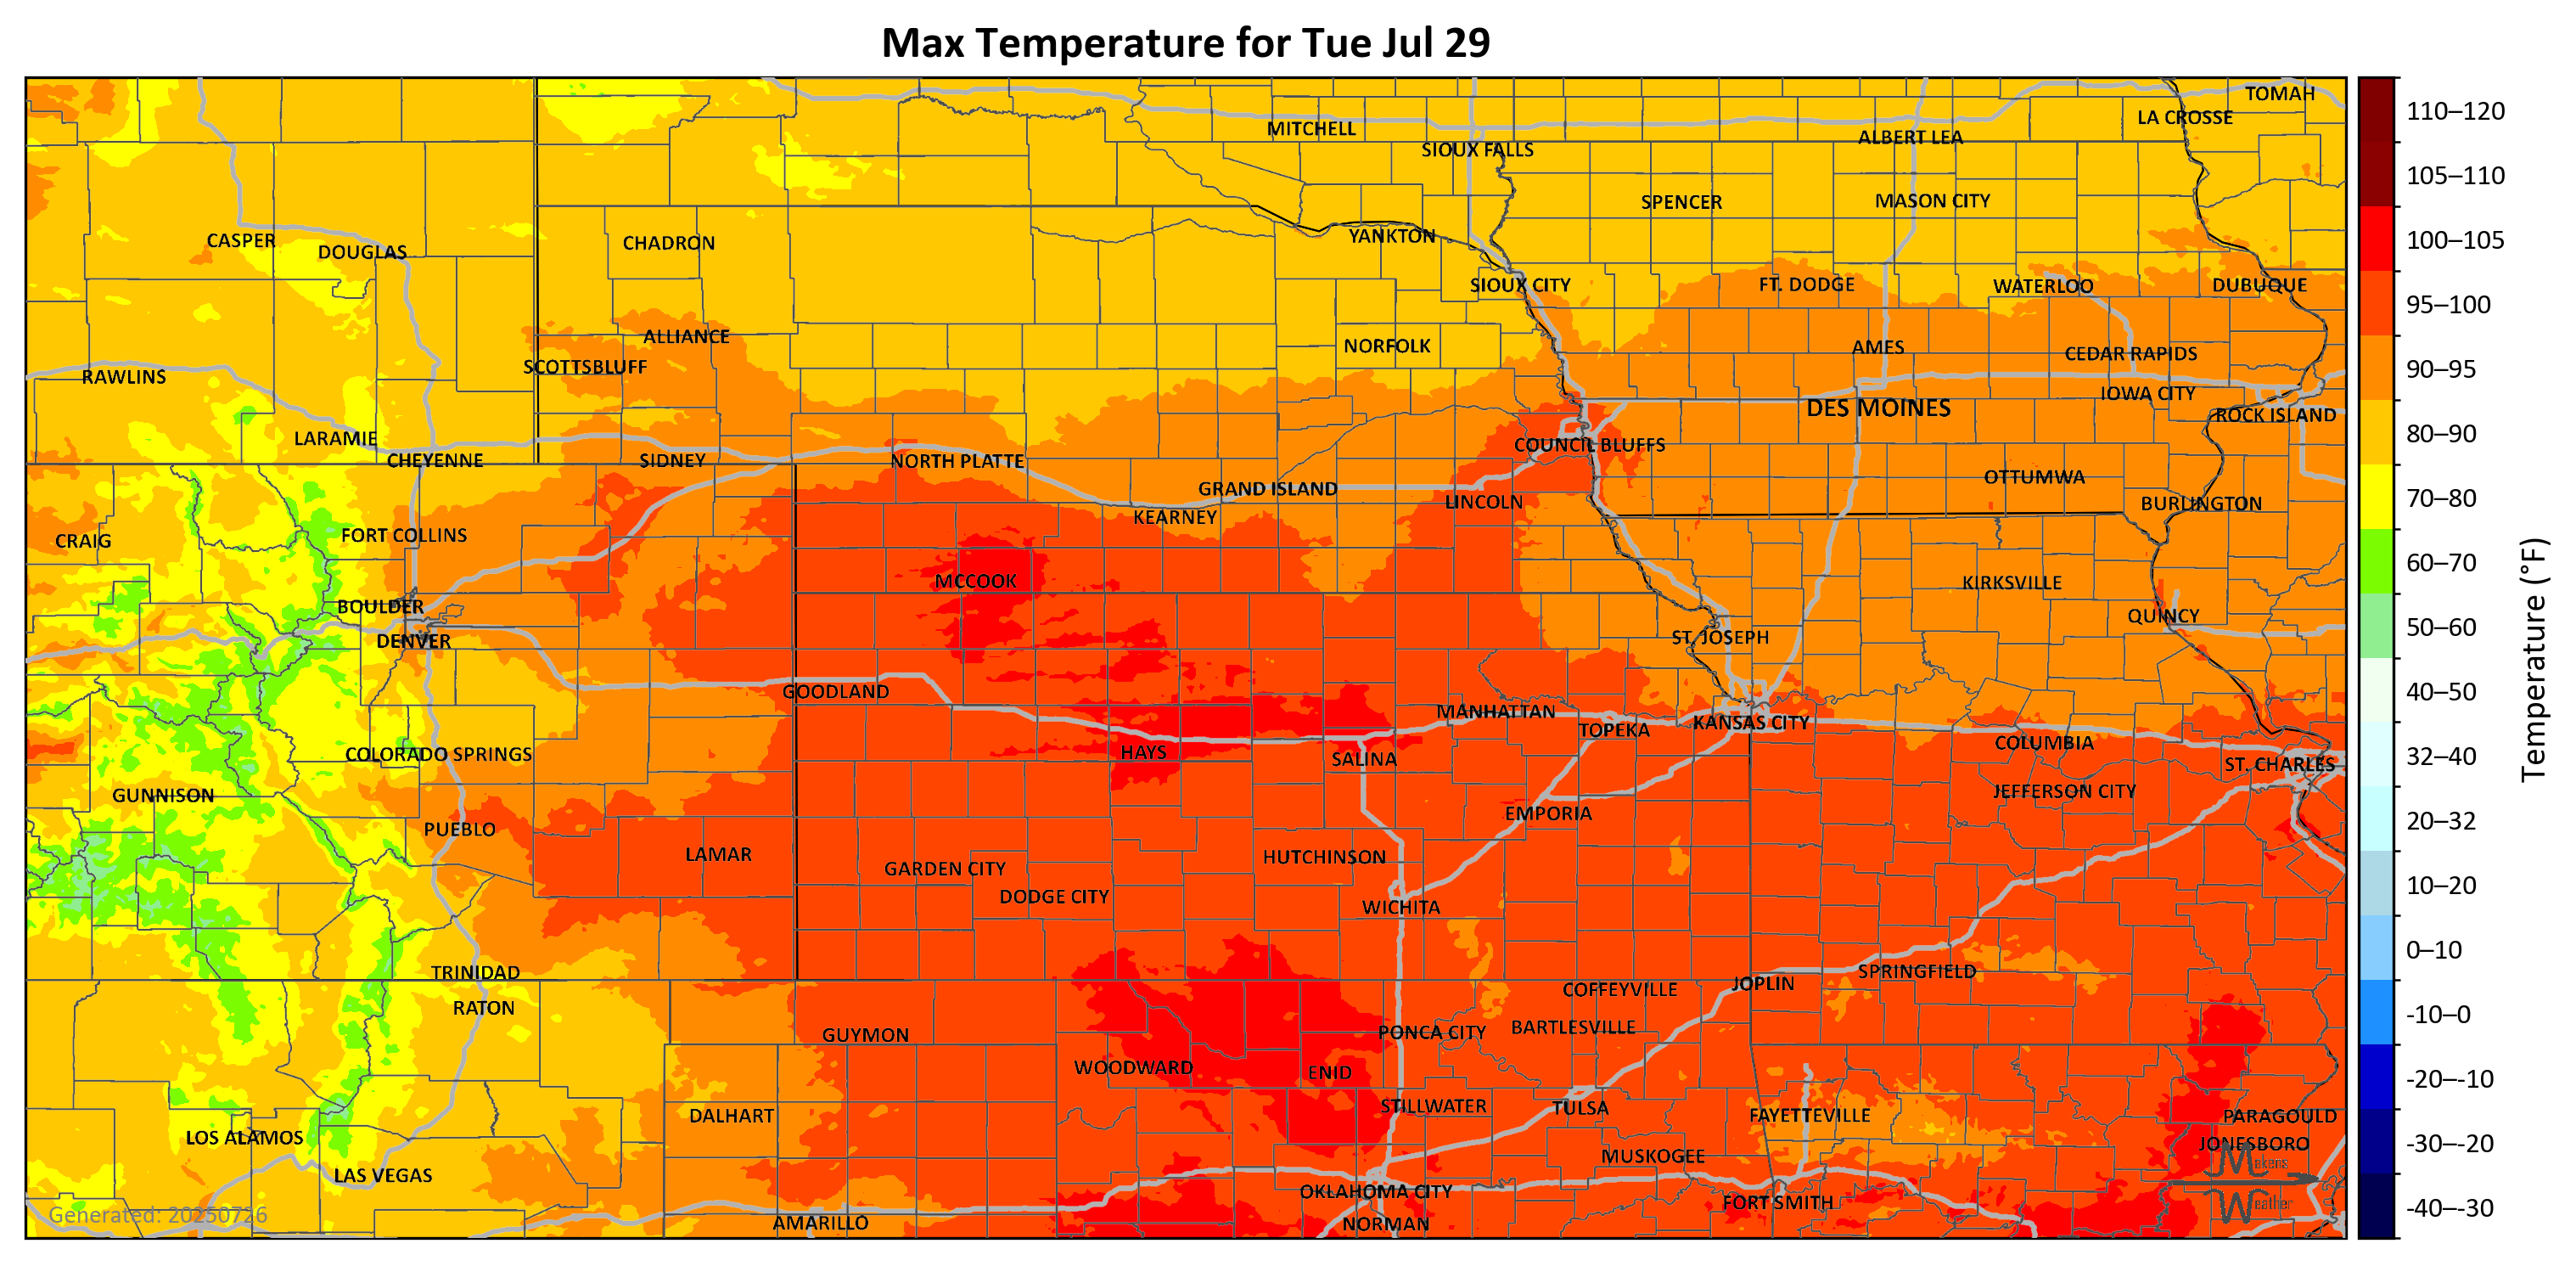 Max Temperature for Tue Jul 29
TOMAH
LA CROSSE
MITCHELL
ALBERT LEA
SIOUX FALLS
SPENCER
MASON CITY
YANKTON
CASPER
DOUGLAS
CHADRON
SIOUX CITY
FT. DODGE
WATERLOO
DUBUQUE
ALLIANCE
NORFOLK
AMES
CEDAR RAPIDS
SCOTTSBLUFF
RAWLINS
IOWA CITY
DES MOINES
ROCK ISLAND
LARAMIE
COUNCIL BLUFFS
CHEYENNE
SIDNEY
NORTH PLATTE
OTTUMWA
GRAND ISLAND
LINCOLN
BURLINGTON
KEARNEY
FORT COLLINS
CRAIG
MCCOOK
KIRKSVILLE
BOULDER
QUINCY
DENVER
ST. JOSEPH
GOODLAND
MANHATTAN
KANSAS CITY
TOPEKA
COLUMBIA
COLORADO SPRINGS
HAYS
SALINA
ST. CHARLES
GUNNISON
JEFFERSON CITY
EMPORIA
PUEBLO
LAMAR
HUTCHINSON
GARDEN CITY
DODGE CITY
WICHITA
TRINIDAD
SPRINGFIELD
JOPLIN
COFFEYVILLE
RATON
BARTLESVILLE
PONCA CITY
GUYMON
WOODWARD
ENID
STILLWATER
TULSA
DALHART
FAYETTEVILLE
PARAGOULD
LOS ALAMOS
JONESBORO
MUSKOGEE
LAS VEGAS
OKLAHOMA CITY
FORT SMITH
AMARILLO
NORMAN
Makens
Weather
Generated: 20250726
110–120
105–110
100–105
95–100
90–95
80–90
70–80
60–70
50–60
40–50
32–40
20–32
10–20
0–10
-10–0
-20–-10
-30–-20
-40–-30
Temperature (°F)